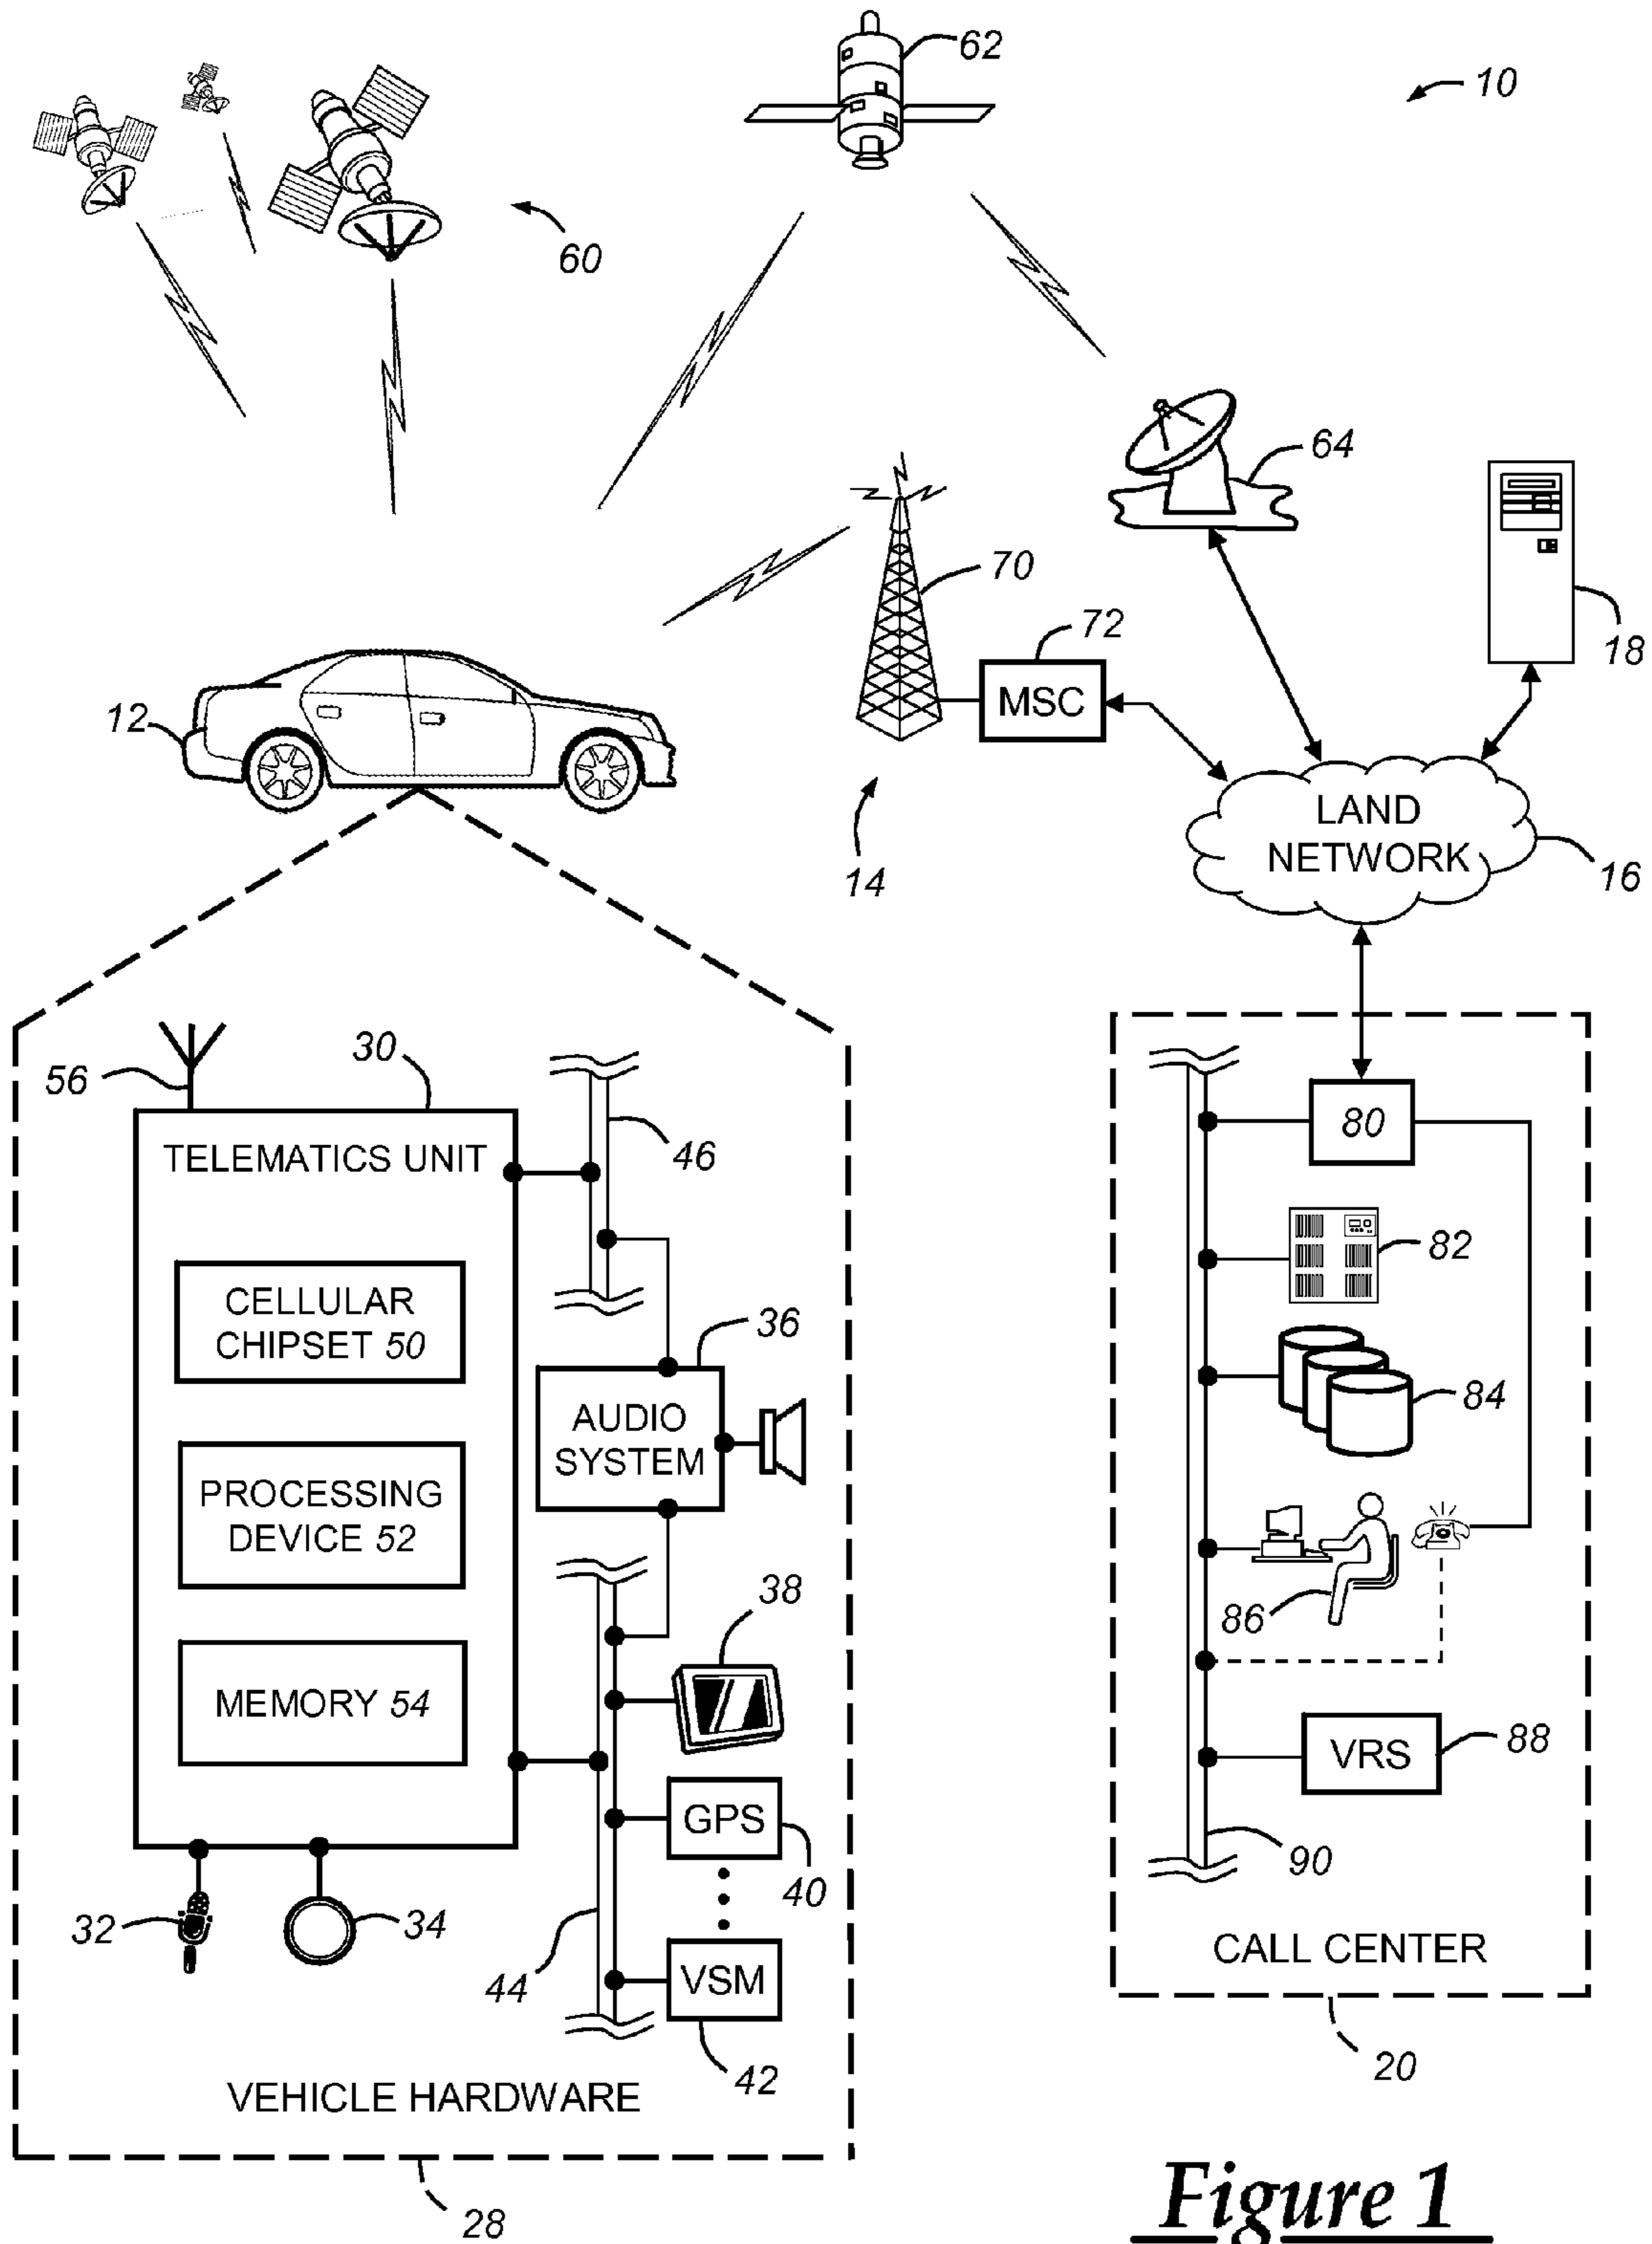 62
10
60
64
70
18
72
MSC
12
LAND
NETWORK
16
14
56
30
TELEMATICS UNIT
46
CELLULAR
CHIPSET 50
36
AUDIO
SYSTEM
PROCESSING
DEVICE 52
38
MEMORY 54
GPS
40
32
34
44
VSM
42
VEHICLE HARDWARE
28
80
82
84
86
VRS
88
90
CALL CENTER
20
Figure 1